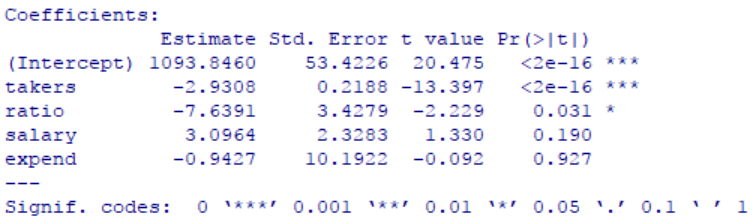 Coefficients:
             Estimate Std. Error t value Pr(>|t|)
(Intercept) 1093.8460    53.4226  20.475   <2e-16 ***
takers        -2.9308     0.2188 -13.397   <2e-16 ***
ratio         -7.6391     3.4279  -2.229    0.031 *
salary         3.0964     2.3283   1.330    0.190
expend        -0.9427    10.1922  -0.092    0.927
---
Signif. codes:  0 ‘***’ 0.001 ‘**’ 0.01 ‘*’ 0.05 ‘.’ 0.1 ‘ ’ 1